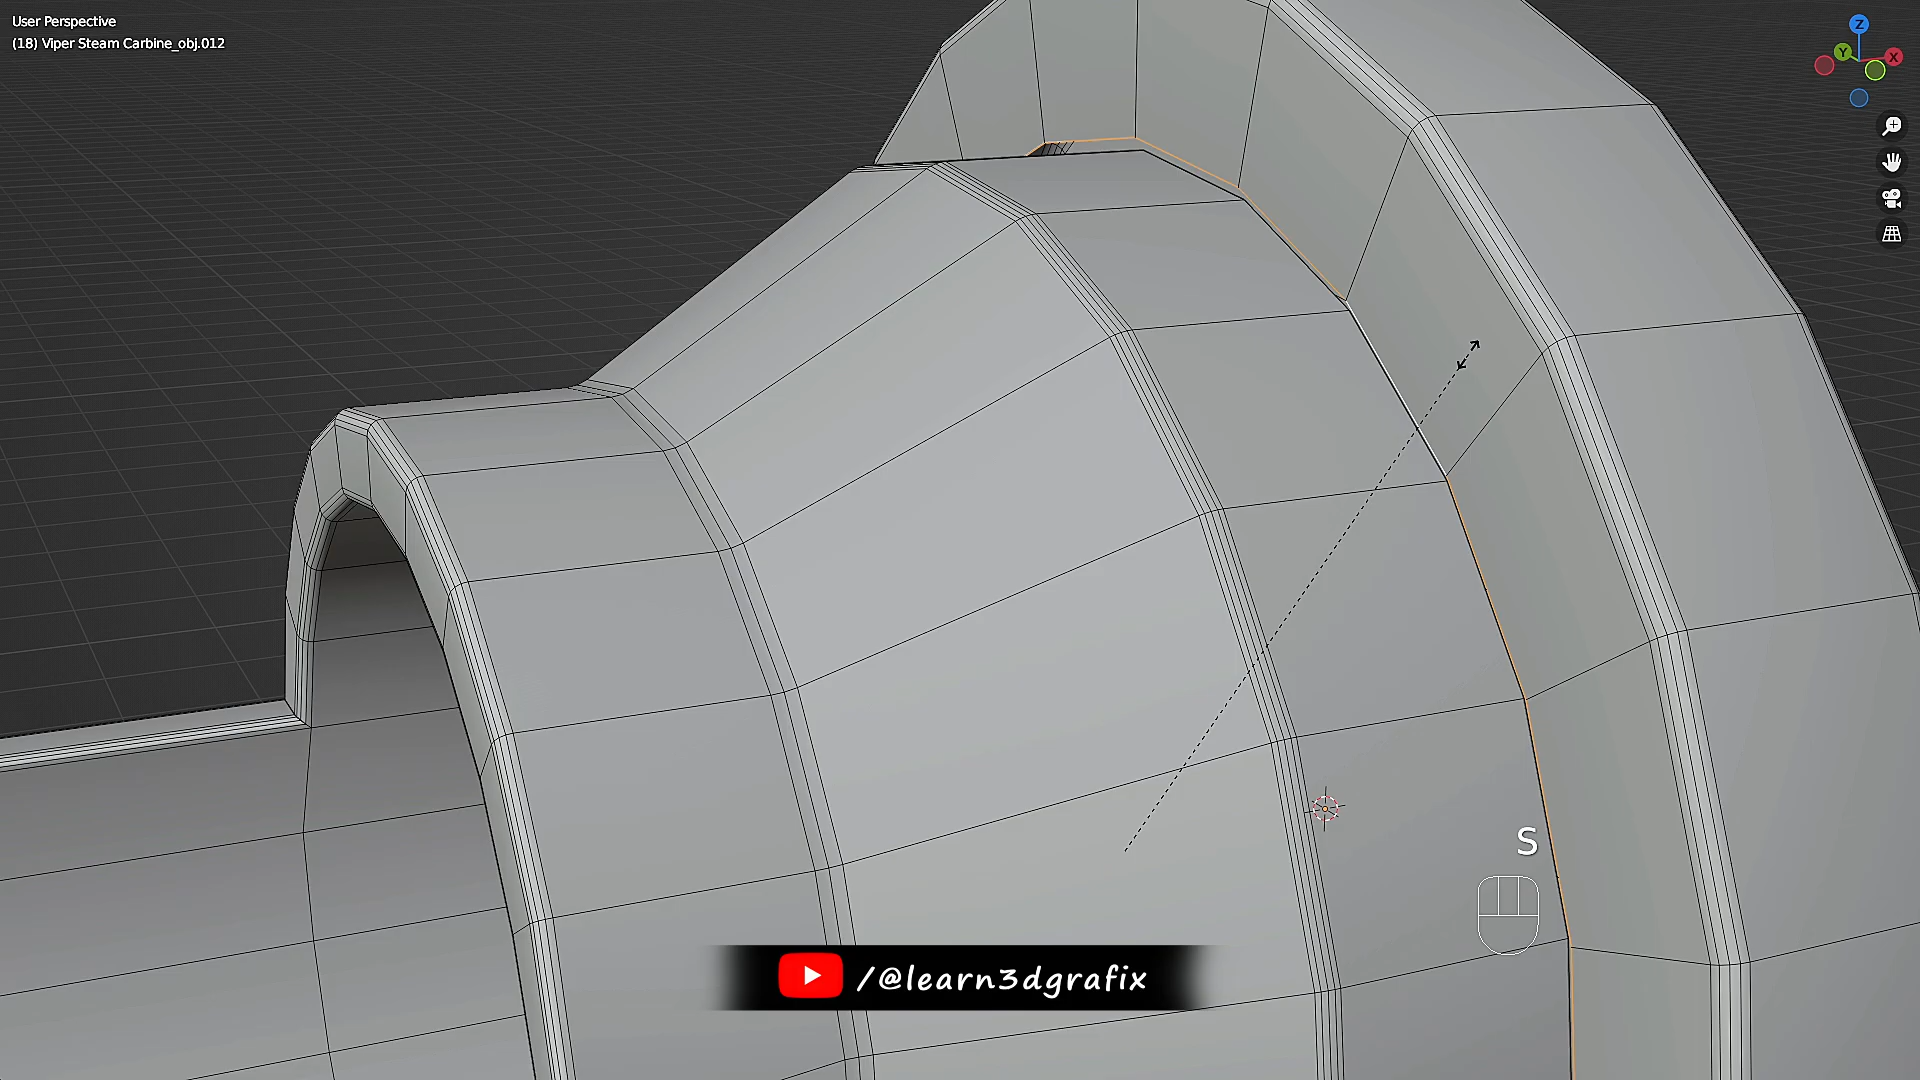 User Perspective
(18) Viper Steam Carbine_obj.012
Z
Y
X
S
/@learn3dgrafix